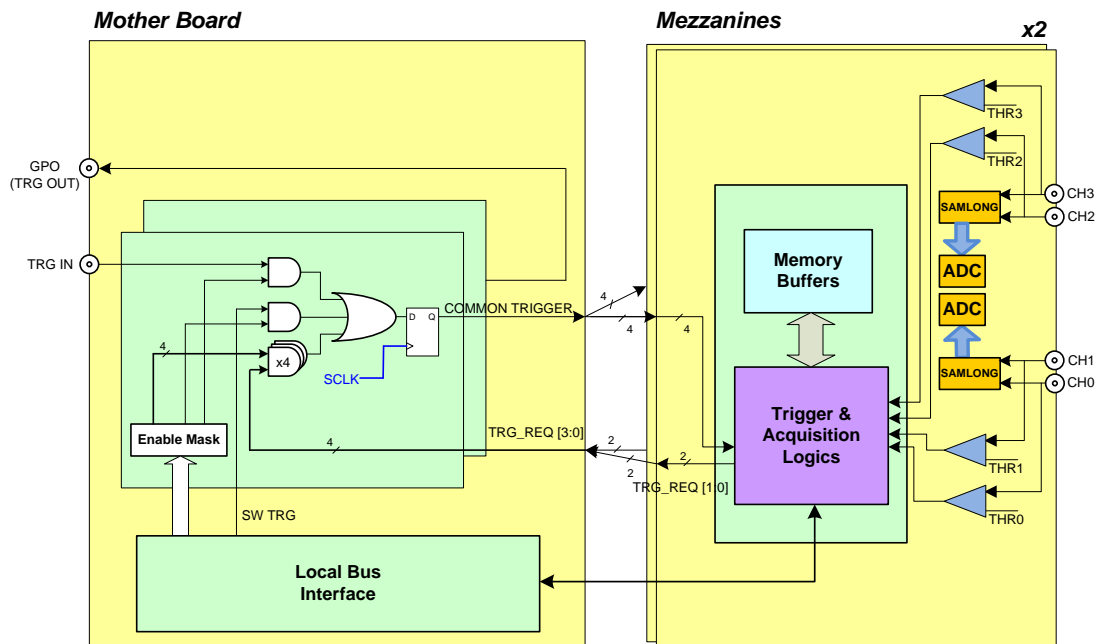 Mother Board
Mezzanines
x2
GPO
(TRG OUT)
TRG IN
x4
4
Enable Mask
SW TRG
D Q
SCLK
COMMON TRIGGER
4
4
4
TRG_REQ [3:0]
4
2
2
2
TRG_REQ [1:0]
Local Bus
Interface
Memory
Buffers
Trigger &
Acquisition
Logics
THR3
THR2
SAMLONG
ADC
ADC
SAMLONG
THR1
THR0
CH3
CH2
CH1
CH0